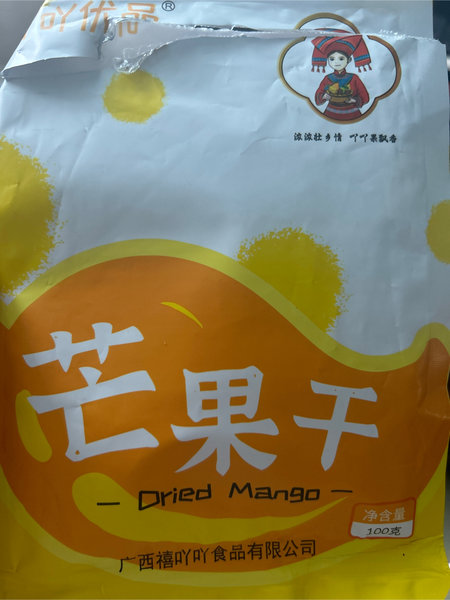 吖优品®
浓浓壮乡情 吖吖果飘香
芒果干
Dried Mango
净含量
100克
广西禧吖吖食品有限公司